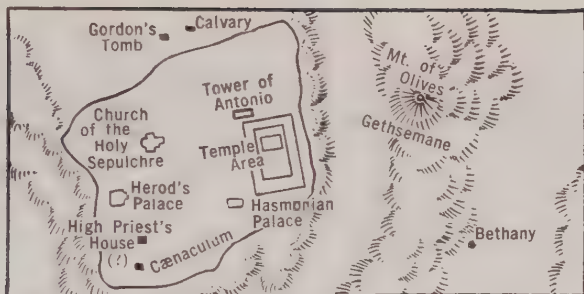 Gordon's
Tomb
Calvary
Mt. of
Olives
Gethsemane
Tower of
Antonio
Church
of the
Holy
Sepulchre
Temple
Area
Herod's
Palace
Hasmonian
Palace
High Priest's
House
(?)
Cænaculum
Bethany